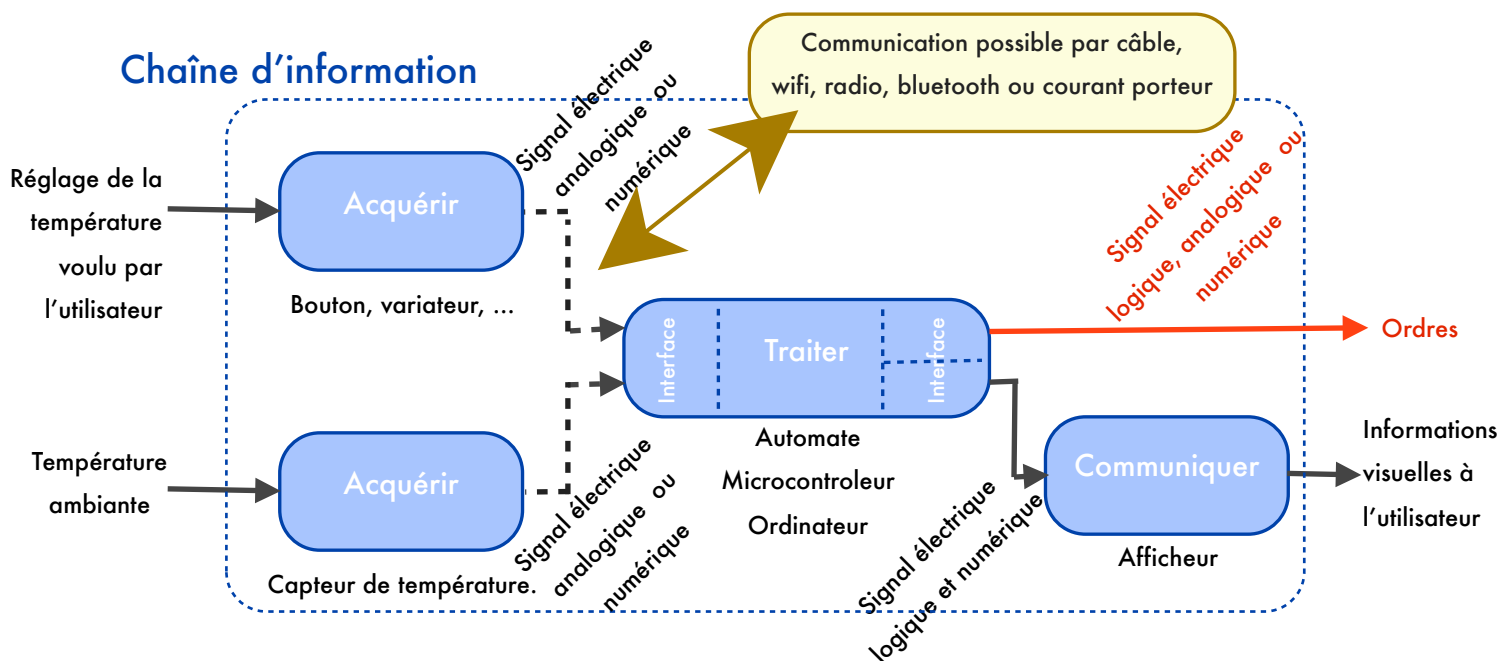 Chaîne d’information
Communication possible par câble,
wifi, radio, bluetooth ou courant porteur
Réglage de la
température
voulu par
l’utilisateur
Acquérir
Bouton, variateur, ...
Signal électrique
analogique ou
numérique
Signal électrique
logique, analogique ou
numérique
Interface
Traiter
Interface
Ordres
Automate
Microcontroleur
Ordinateur
Température
ambiante
Acquérir
Capteur de température.
Signal électrique
analogique ou
numérique
Signal électrique
logique et numérique
Communiquer
Afficheur
Informations
visuelles à
l’utilisateur